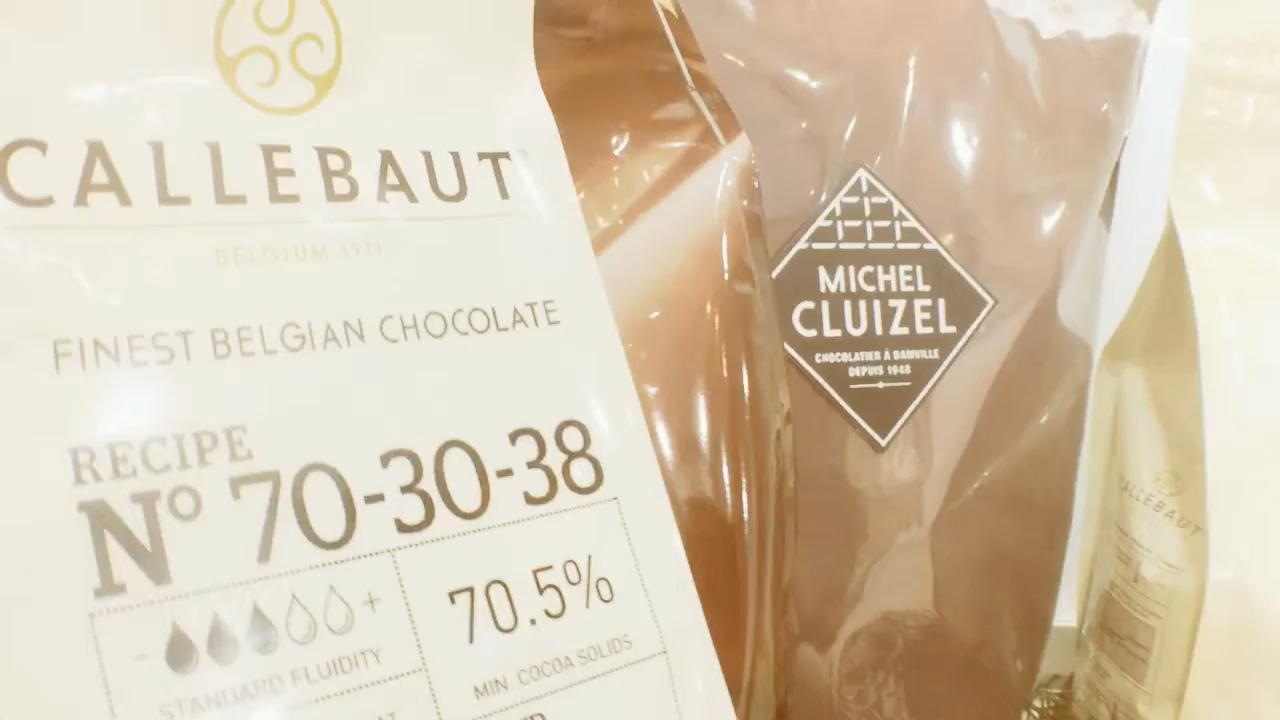 CALLEBAUT
BELGIUM 1911
FINEST BELGIAN CHOCOLATE
RECIPE
Nº 70-30-38
- +
STANDARD FLUIDITY
70.5%
MIN. COCOA SOLIDS
MICHEL
CLUIZEL
CHOCOLATIER À DAMVILLE
DEPUIS 1948
CALLEBAUT